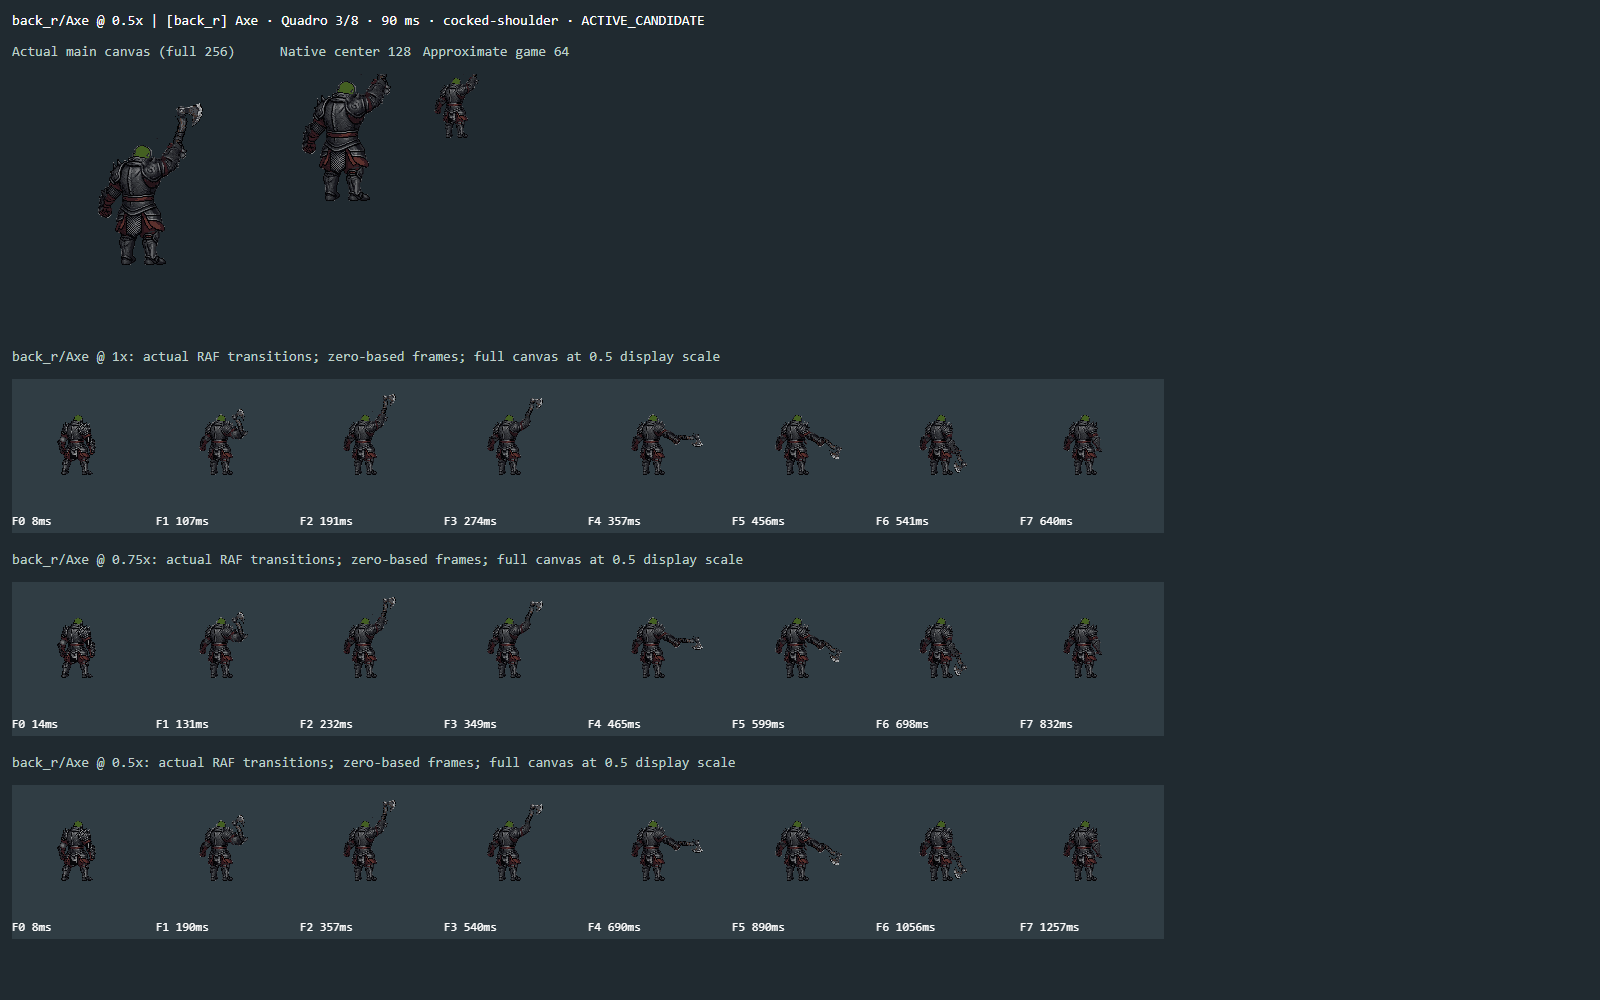 back_r/Axe @ 0.5x | [back_r] Axe · Quadro 3/8 · 90 ms · cocked-shoulder · ACTIVE_CANDIDATE
Actual main canvas (full 256) Native center 128 Approximate game 64
back_r/Axe @ 1x: actual RAF transitions; zero-based frames; full canvas at 0.5 display scale
F0 8ms F1 107ms F2 191ms F3 274ms F4 357ms F5 456ms F6 541ms F7 640ms
back_r/Axe @ 0.75x: actual RAF transitions; zero-based frames; full canvas at 0.5 display scale
F0 14ms F1 131ms F2 232ms F3 349ms F4 465ms F5 599ms F6 698ms F7 832ms
back_r/Axe @ 0.5x: actual RAF transitions; zero-based frames; full canvas at 0.5 display scale
F0 8ms F1 190ms F2 357ms F3 540ms F4 690ms F5 890ms F6 1056ms F7 1257ms